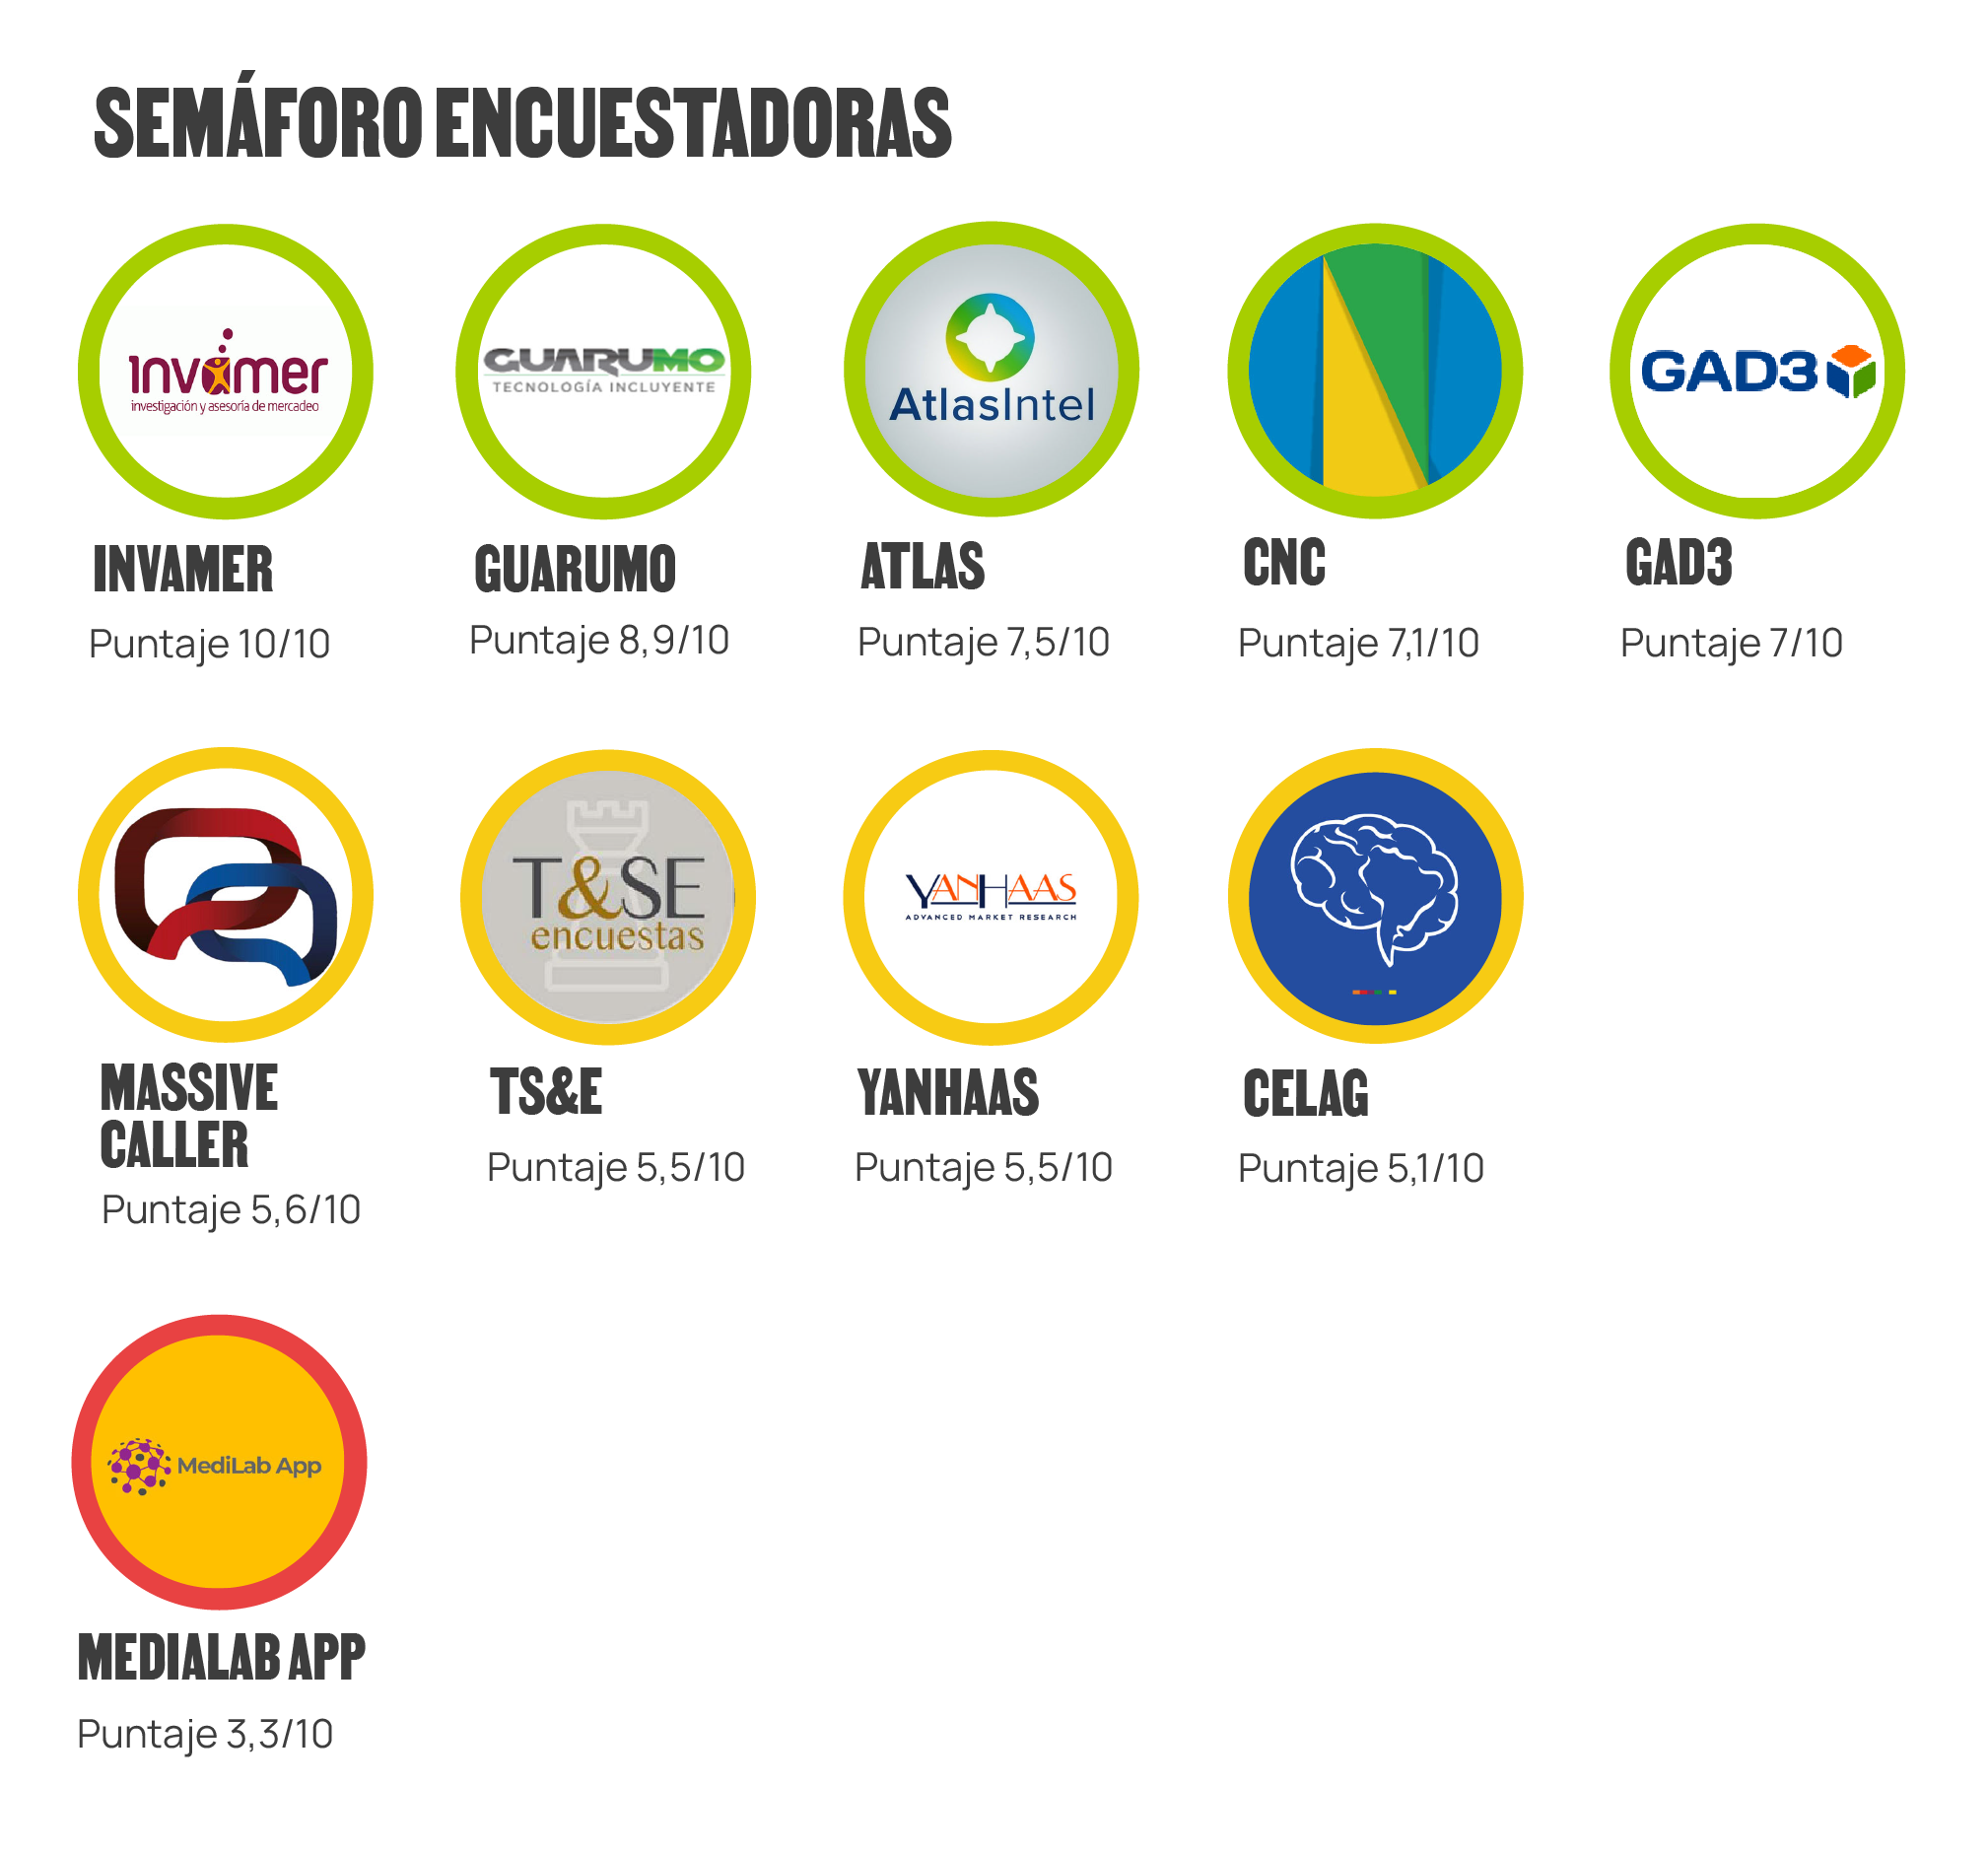 SEMÁFORO ENCUESTADORAS
invamer
investigación y asesoría de mercadeo
GUARUMO
TECNOLOGÍA INCLUYENTE
AtlasIntel
GAD3
INVAMER
GUARUMO
ATLAS
CNC
GAD3
Puntaje 10/10
Puntaje 8,9/10
Puntaje 7,5/10
Puntaje 7,1/10
Puntaje 7/10
T&SE
encuestas
YANHAAS
ADVANCED MARKET RESEARCH
MASSIVE
CALLER
TS&E
YANHAAS
CELAG
Puntaje 5,6/10
Puntaje 5,5/10
Puntaje 5,5/10
Puntaje 5,1/10
MediLab App
MEDIALAB APP
Puntaje 3,3/10